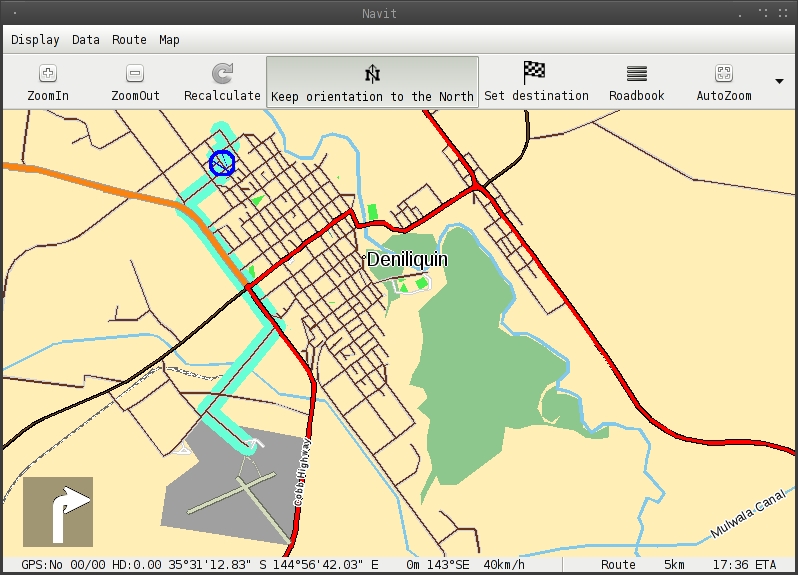 Navit
Display Data Route Map
ZoomIn ZoomOut Recalculate Keep orientation to the North Set destination Roadbook AutoZoom
Deniliquin
Cobb Highway
Mulwala Canal
GPS:No 00/00 HD:0.00 35°31'12.83" S 144°56'42.03" E 0m 143°SE 40km/h Route 5km 17:36 ETA